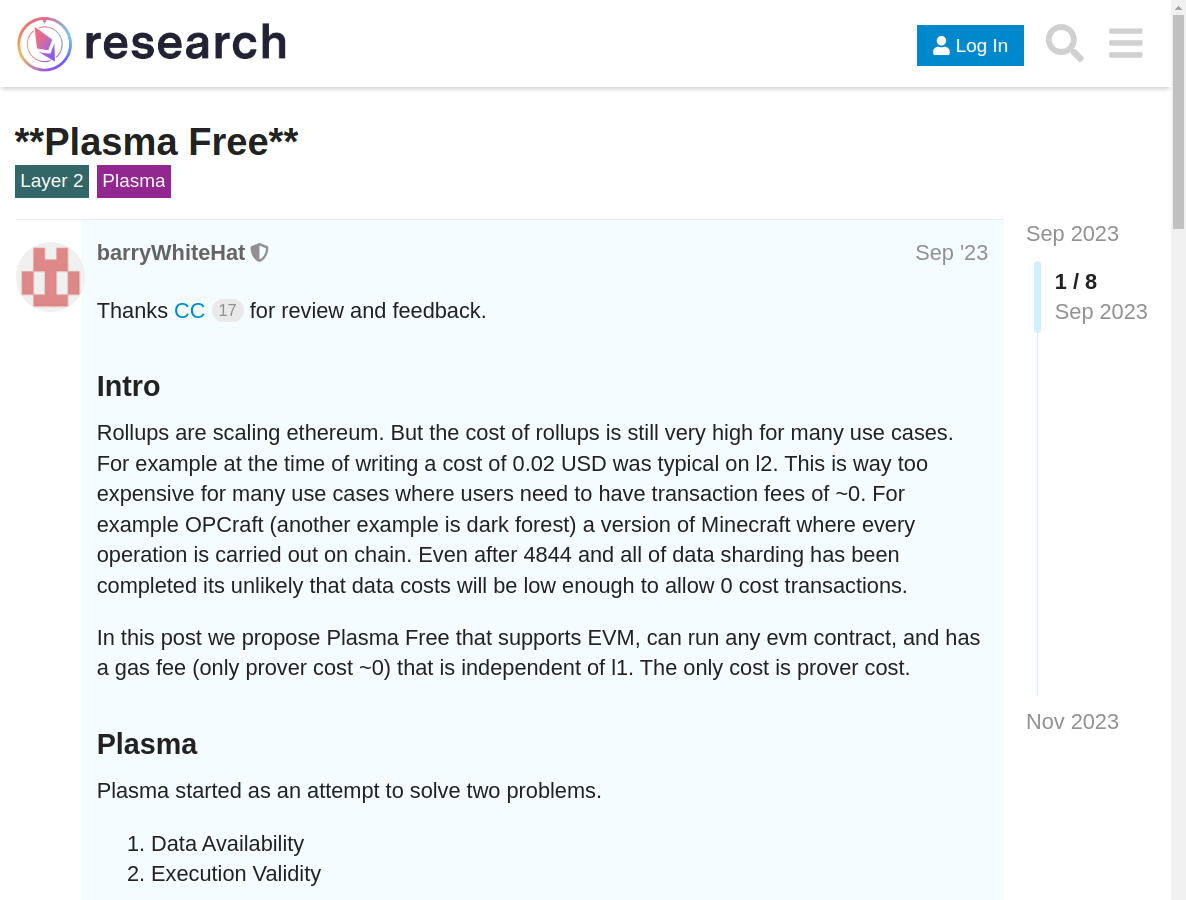 research
Log In
**Plasma Free**
Layer 2 Plasma
barryWhiteHat Sep '23
Thanks CC 17 for review and feedback.
Intro
Rollups are scaling ethereum. But the cost of rollups is still very high for many use cases.
For example at the time of writing a cost of 0.02 USD was typical on l2. This is way too
expensive for many use cases where users need to have transaction fees of ~0. For
example OPCraft (another example is dark forest) a version of Minecraft where every
operation is carried out on chain. Even after 4844 and all of data sharding has been
completed its unlikely that data costs will be low enough to allow 0 cost transactions.
In this post we propose Plasma Free that supports EVM, can run any evm contract, and has
a gas fee (only prover cost ~0) that is independent of l1. The only cost is prover cost.
Plasma
Plasma started as an attempt to solve two problems.
1. Data Availability
2. Execution Validity
Sep 2023
1 / 8
Sep 2023
Nov 2023